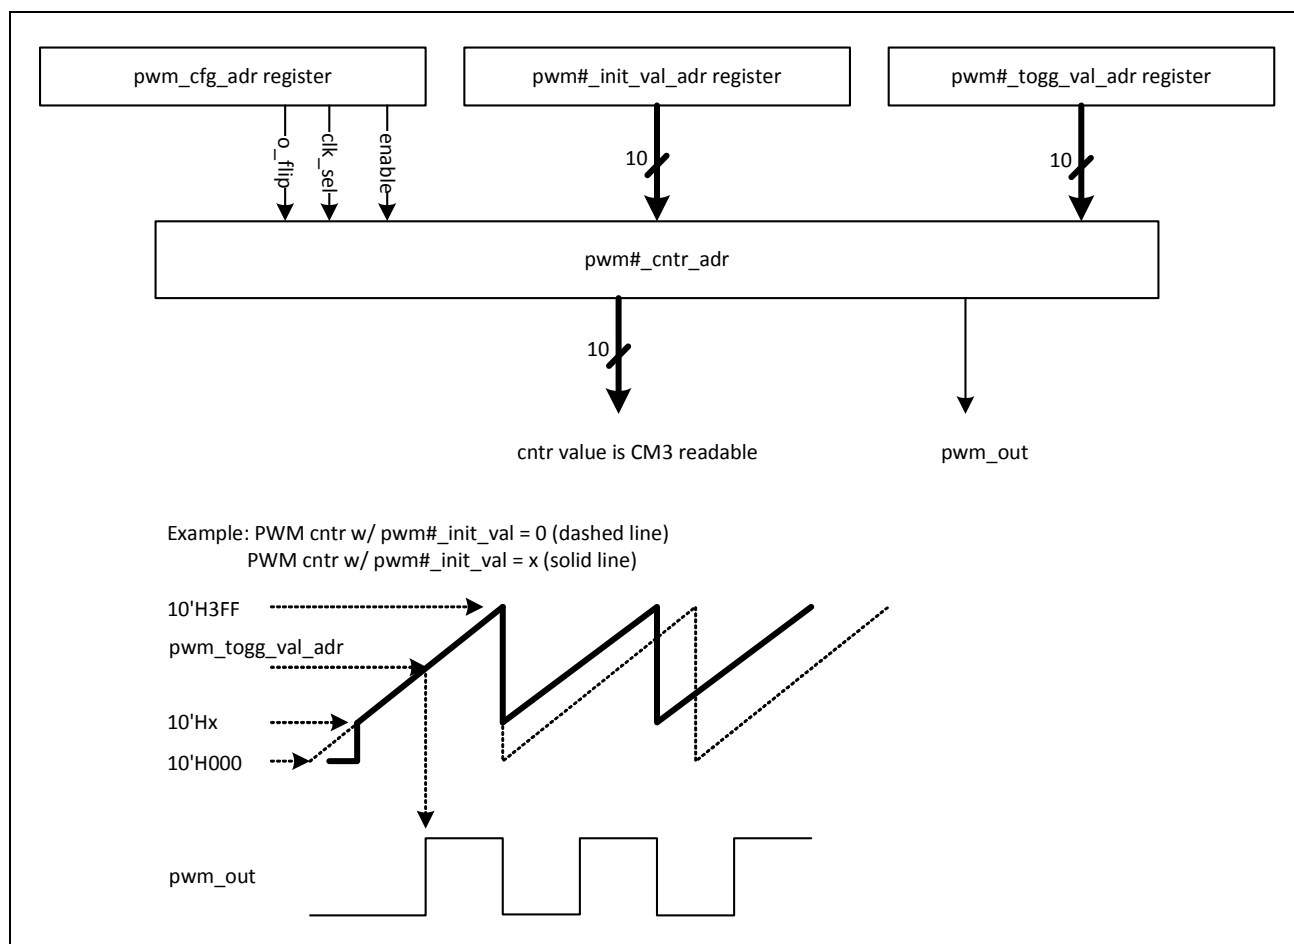 pwm_cfg_adr register
pwm#_init_val_adr register
pwm#_togg_val_adr register
o_flip
clk_sel
enable
10
10
pwm#_cntr_adr
10
cntr value is CM3 readable
pwm_out
Example: PWM cntr w/ pwm#_init_val = 0 (dashed line)
PWM cntr w/ pwm#_init_val = x (solid line)
10'H3FF
pwm_togg_val_adr
10'Hx
10'H000
pwm_out